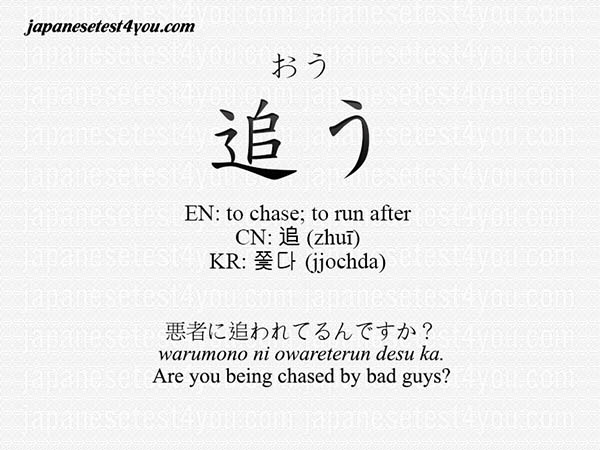 japanesetest4you.com
おう
追う
EN: to chase; to run after
CN: 追 (zhuī)
KR: 쫓다 (jjochda)
悪者に追われてるんですか？
warumono ni owareterun desu ka.
Are you being chased by bad guys?